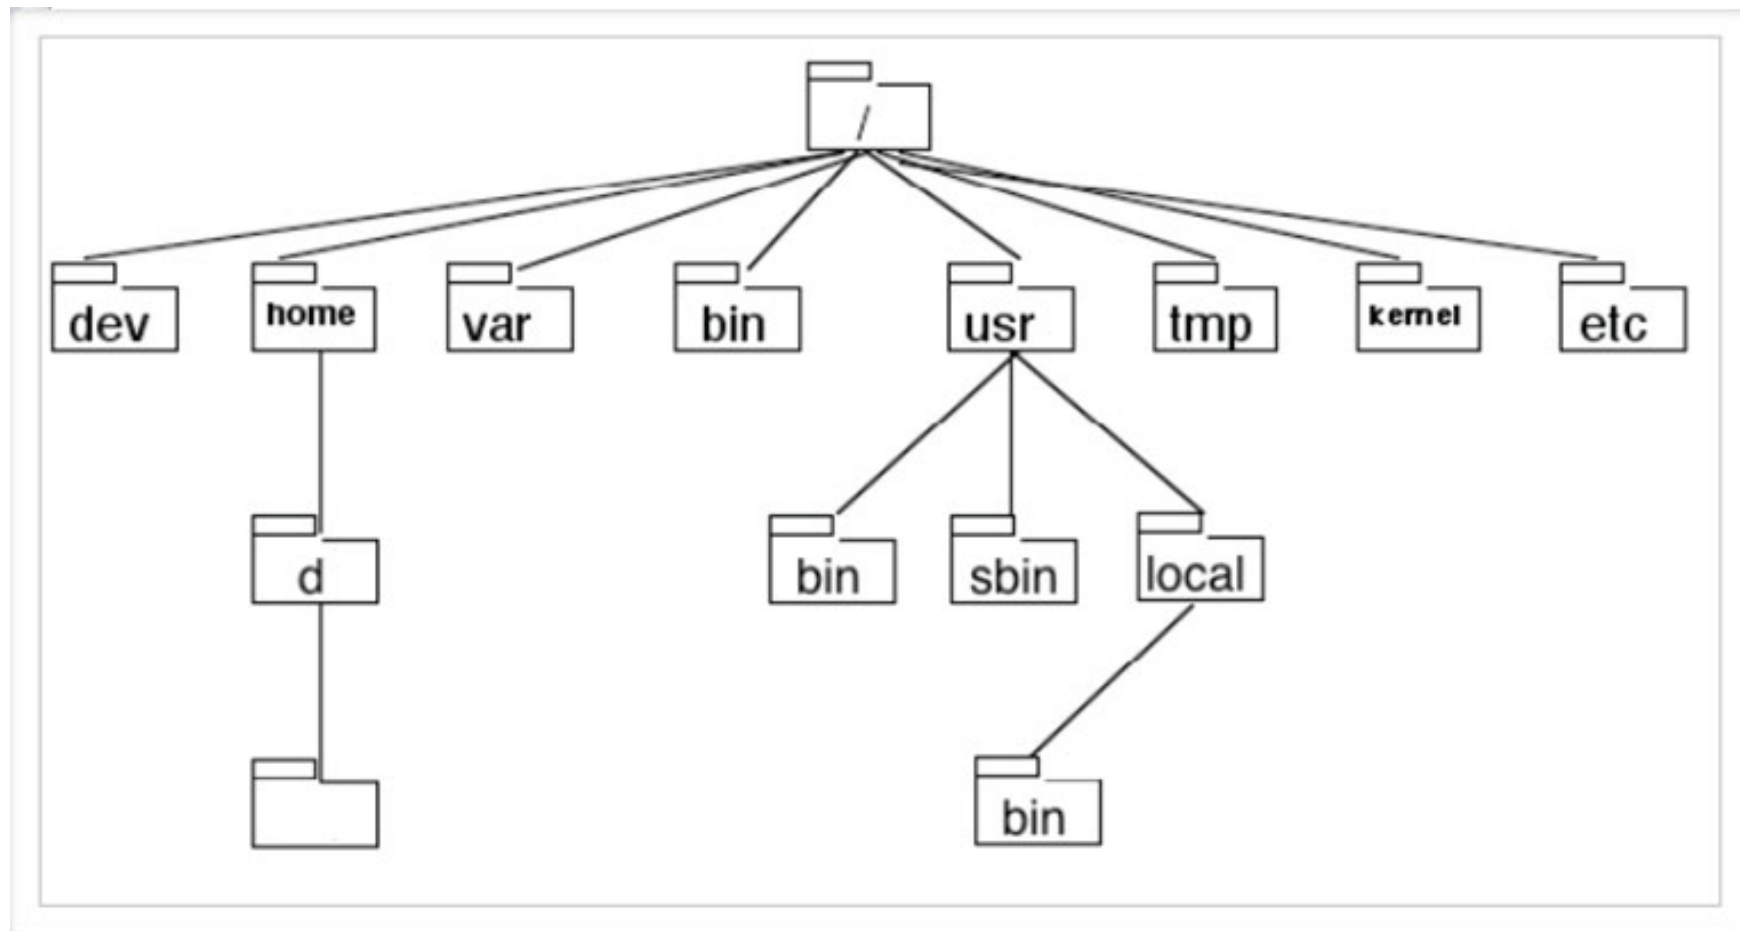 /
dev
home
var
bin
usr
tmp
kernel
etc
d
bin
sbin
local
bin